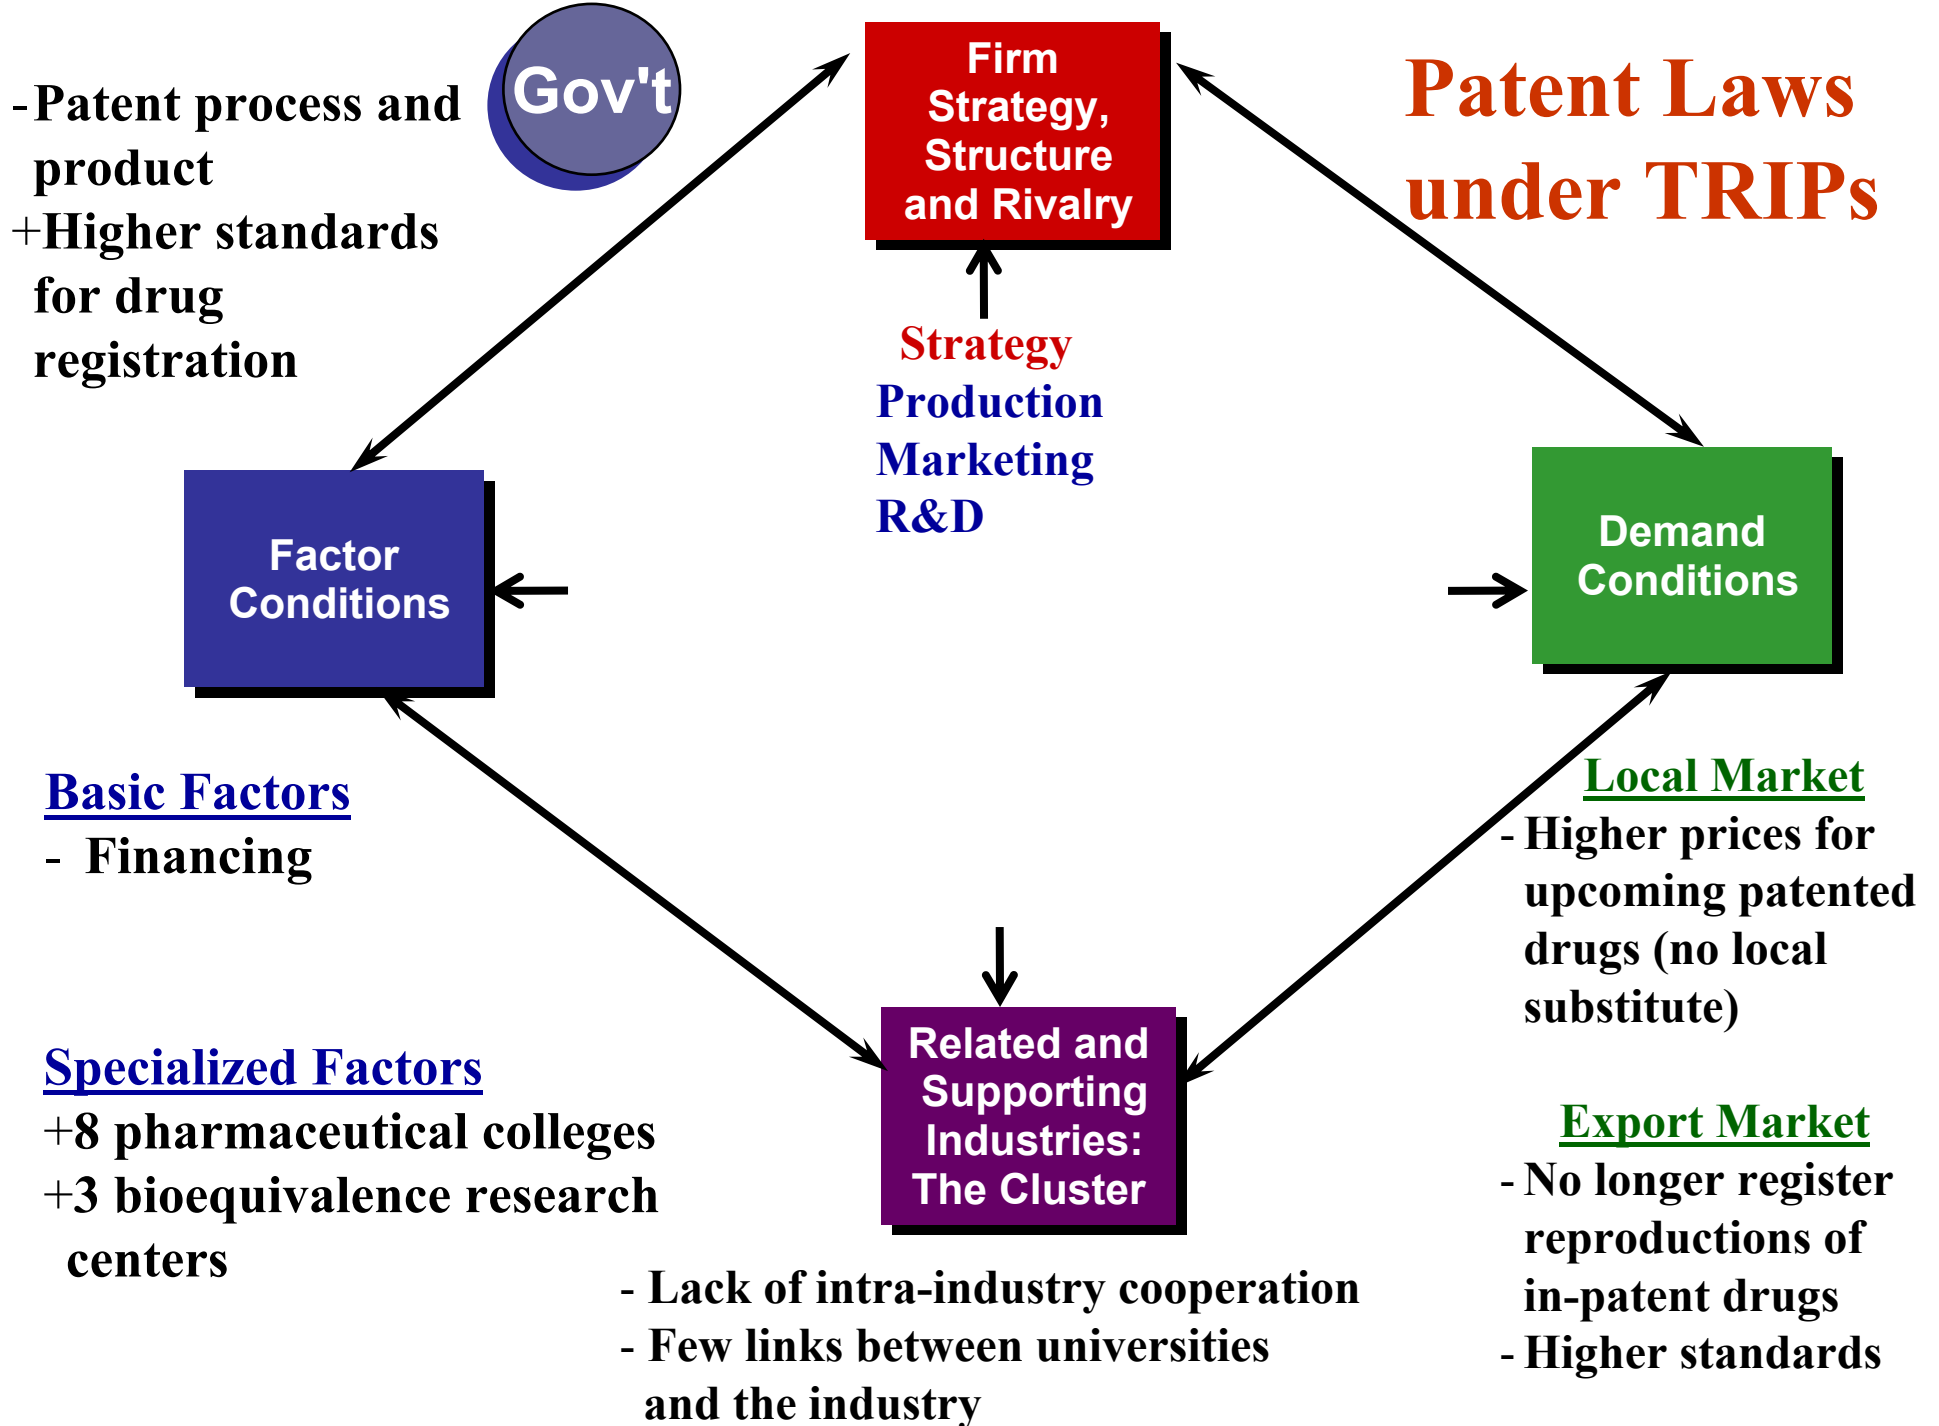 Gov't
-Patent process and
product
+Higher standards
for drug
registration
Firm
Strategy,
Structure
and Rivalry
Patent Laws
under TRIPs
Strategy
Production
Marketing
R&D
Factor
Conditions
Demand
Conditions
Basic Factors
- Financing
Specialized Factors
+8 pharmaceutical colleges
+3 bioequivalence research
centers
Related and
Supporting
Industries:
The Cluster
- Lack of intra-industry cooperation
- Few links between universities
and the industry
Local Market
- Higher prices for
upcoming patented
drugs (no local
substitute)
Export Market
- No longer register
reproductions of
in-patent drugs
- Higher standards